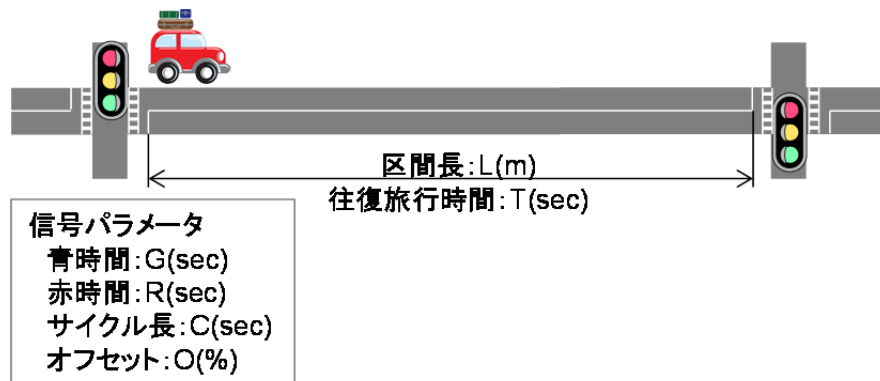 区間長:L(m)
往復旅行時間:T(sec)
信号パラメータ
青時間:G(sec)
赤時間:R(sec)
サイクル長:C(sec)
オフセット:O(%)